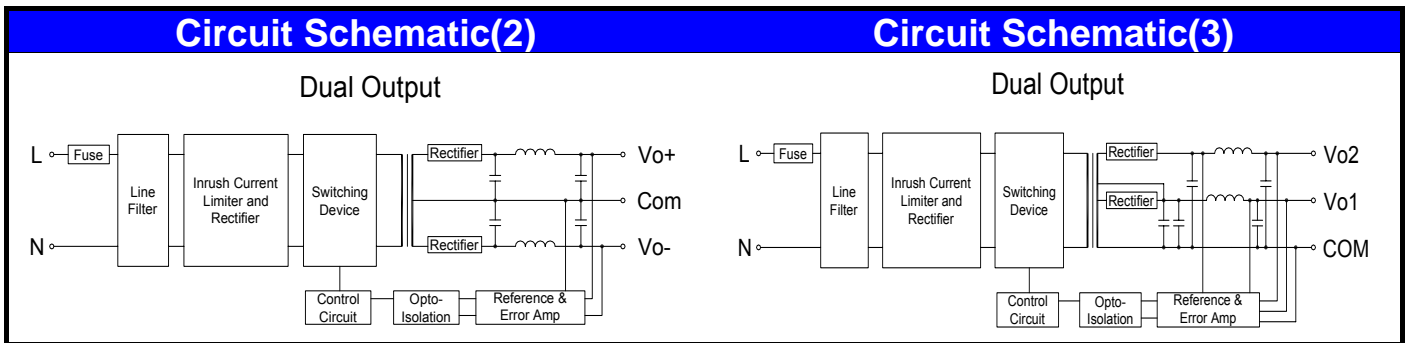 Circuit Schematic(2)
Dual Output
L
Fuse
Line
Filter
Inrush Current
Limiter and
Rectifier
Switching
Device
Rectifier
Vo+
Com
N
Rectifier
Vo-
Control
Circuit
Opto-
Isolation
Reference &
Error Amp
Circuit Schematic(3)
Dual Output
L
Fuse
Line
Filter
Inrush Current
Limiter and
Rectifier
Switching
Device
Rectifier
Vo2
Rectifier
Vo1
N
COM
Control
Circuit
Opto-
Isolation
Reference &
Error Amp